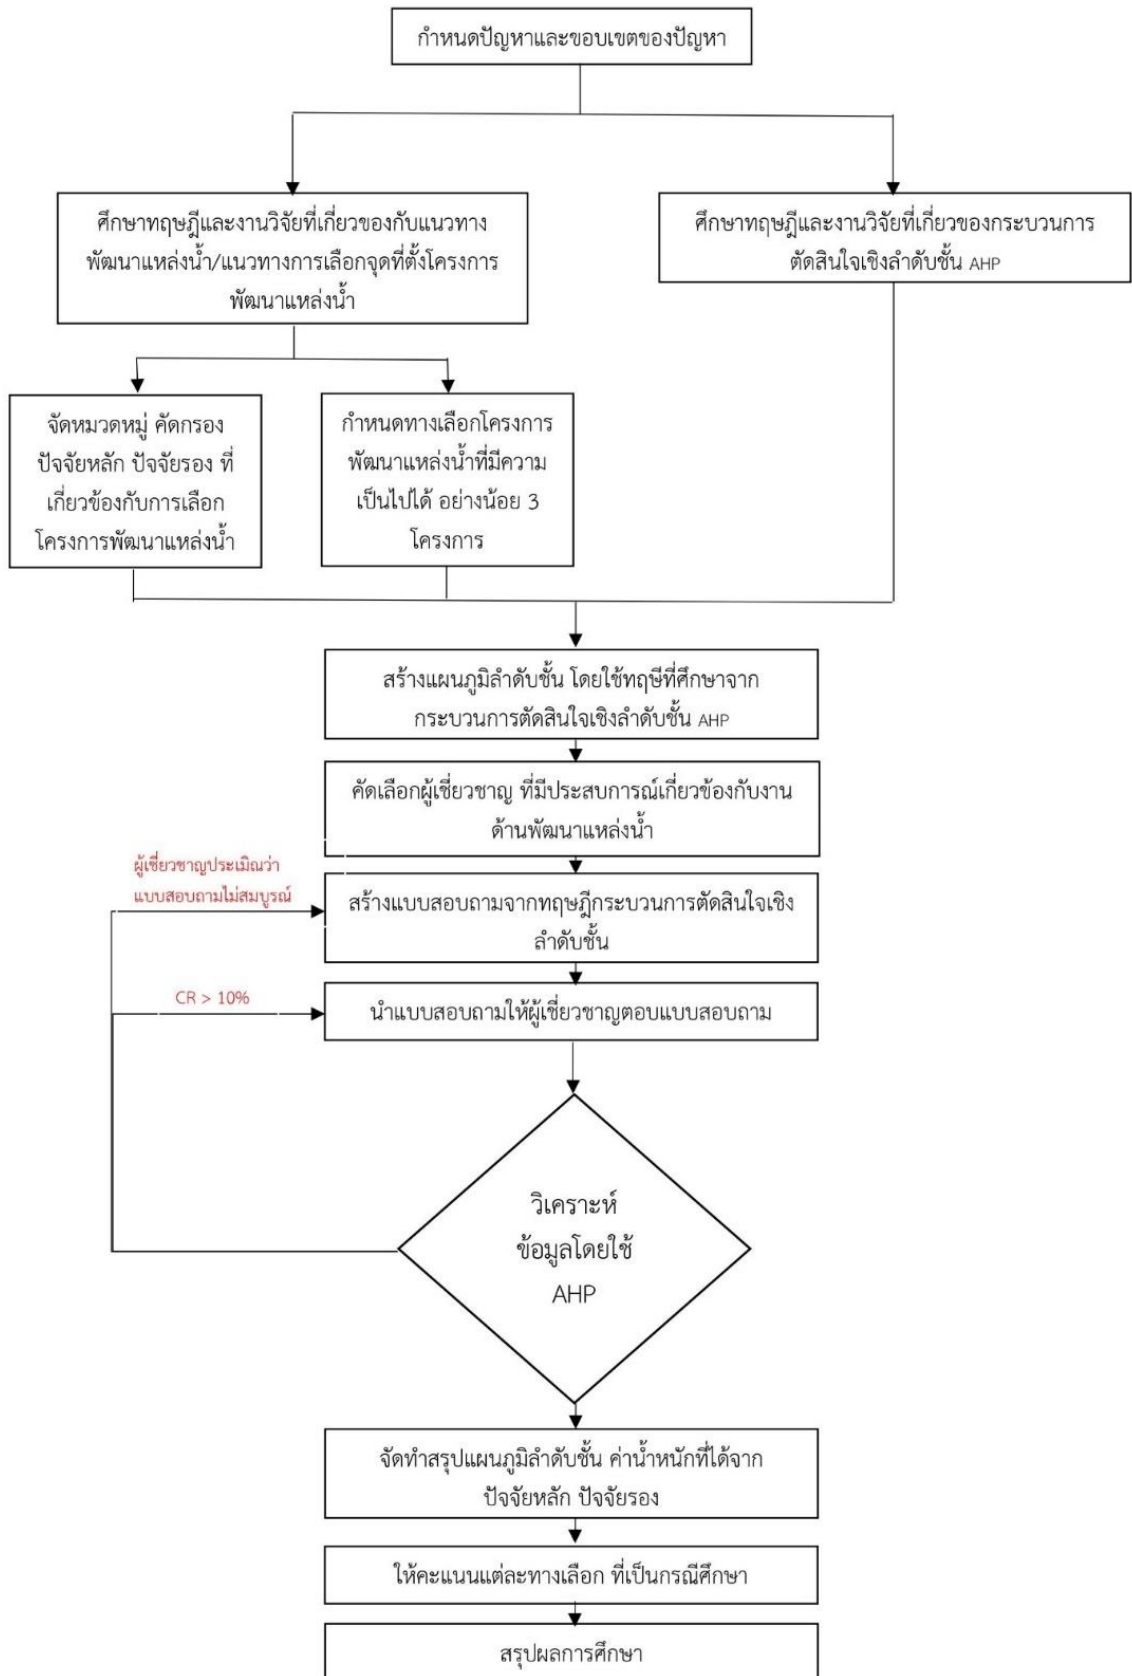 กำหนดปัญหาและขอบเขตของปัญหา
ศึกษาทฤษฎีและงานวิจัยที่เกี่ยวของกับแนวทาง
พัฒนาแหล่งน้ำ/แนวทางการเลือกจุดที่ตั้งโครงการ
พัฒนาแหล่งน้ำ
ศึกษาทฤษฎีและงานวิจัยที่เกี่ยวของกระบวนการ
ตัดสินใจเชิงลำดับชั้น AHP
จัดหมวดหมู่ คัดกรอง
ปัจจัยหลัก ปัจจัยรอง ที่
เกี่ยวข้องกับการเลือก
โครงการพัฒนาแหล่งน้ำ
กำหนดทางเลือกโครงการ
พัฒนาแหล่งน้ำที่มีความ
เป็นไปได้ อย่างน้อย 3
โครงการ
สร้างแผนภูมิลำดับชั้น โดยใช้ทฤษีที่ศึกษาจาก
กระบวนการตัดสินใจเชิงลำดับชั้น AHP
คัดเลือกผู้เชี่ยวชาญ ที่มีประสบการณ์เกี่ยวข้องกับงาน
ด้านพัฒนาแหล่งน้ำ
ผู้เชี่ยวชาญประเมิณว่า
แบบสอบถามไม่สมบูรณ์
สร้างแบบสอบถามจากทฤษฎีกระบวนการตัดสินใจเชิง
ลำดับชั้น
CR > 10%
นำแบบสอบถามให้ผู้เชี่ยวชาญตอบแบบสอบถาม
วิเคราะห์
ข้อมูลโดยใช้
AHP
จัดทำสรุปแผนภูมิลำดับชั้น ค่าน้ำหนักที่ได้จาก
ปัจจัยหลัก ปัจจัยรอง
ให้คะแนนแต่ละทางเลือก ที่เป็นกรณีศึกษา
สรุปผลการศึกษา